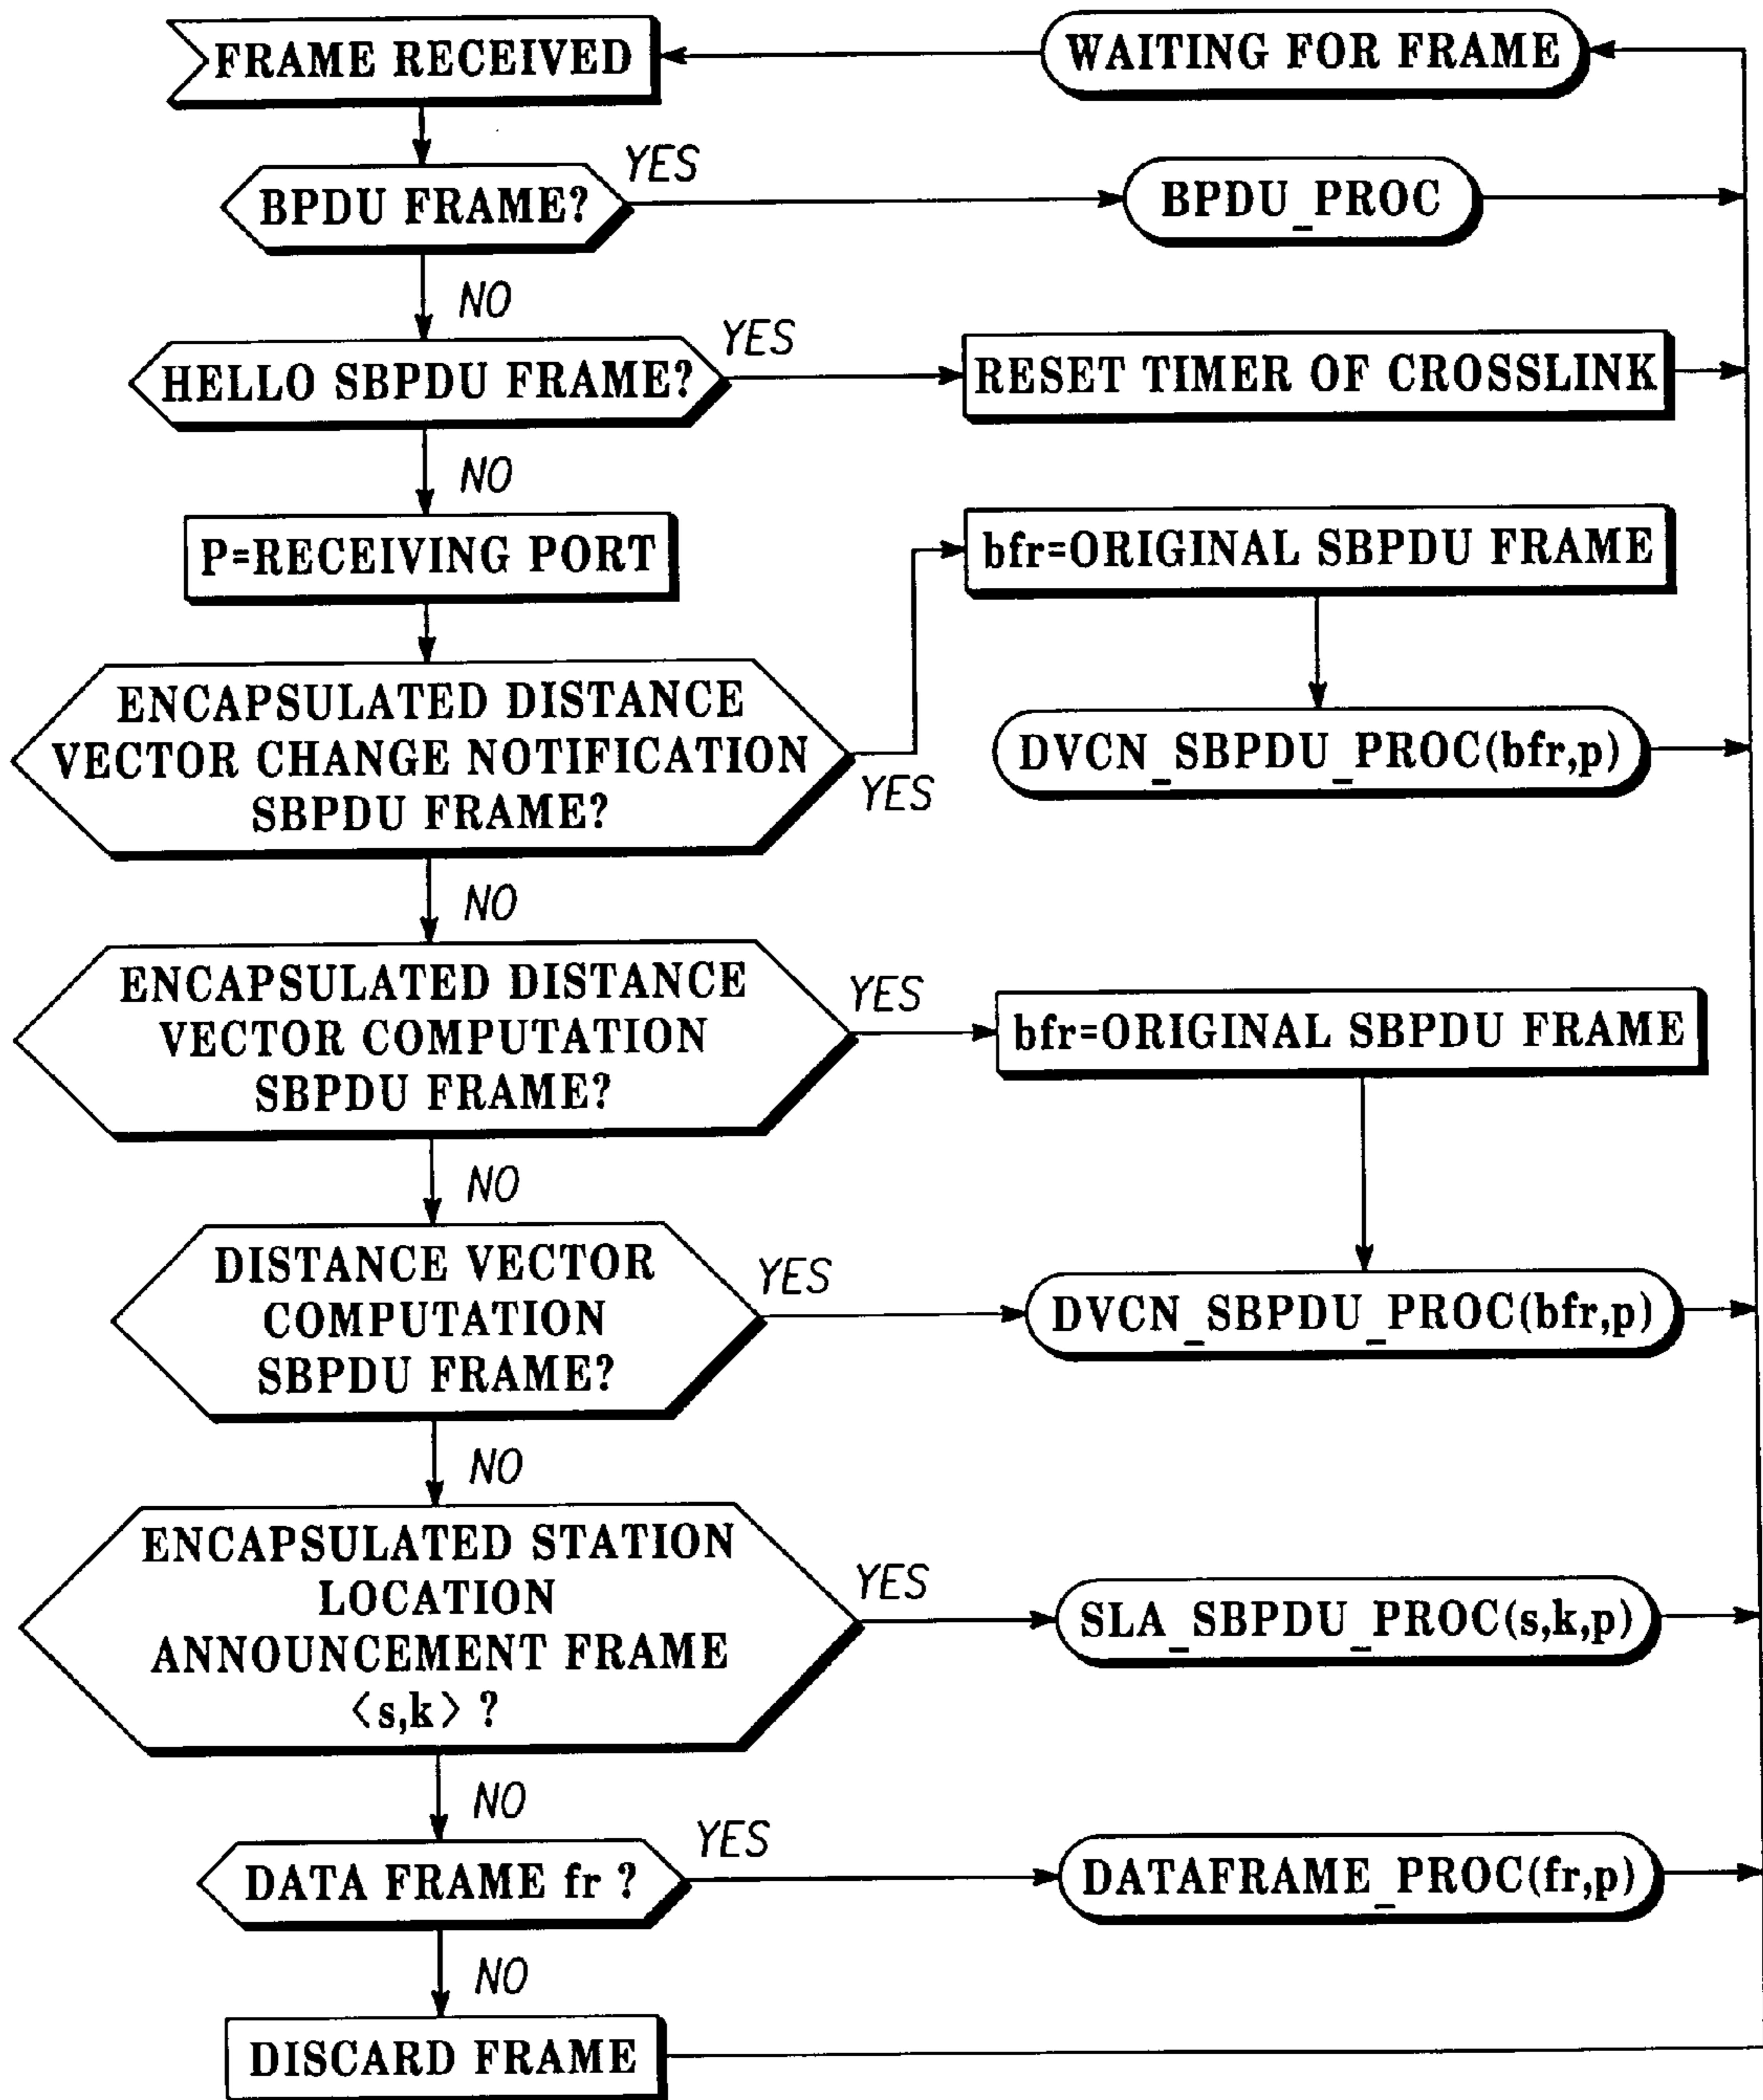 FRAME RECEIVED
WAITING FOR FRAME
BPDU FRAME?
YES
BPDU_PROC
NO
HELLO SBPDU FRAME?
YES
RESET TIMER OF CROSSLINK
NO
P=RECEIVING PORT
bfr=ORIGINAL SBPDU FRAME
ENCAPSULATED DISTANCE
VECTOR CHANGE NOTIFICATION
SBPDU FRAME?
YES
DVCN_SBPDU_PROC(bfr,p)
NO
ENCAPSULATED DISTANCE
VECTOR COMPUTATION
SBPDU FRAME?
YES
bfr=ORIGINAL SBPDU FRAME
NO
DISTANCE VECTOR
COMPUTATION
SBPDU FRAME?
YES
DVCN_SBPDU_PROC(bfr,p)
NO
ENCAPSULATED STATION
LOCATION
ANNOUNCEMENT FRAME
〈s,k〉 ?
YES
SLA_SBPDU_PROC(s,k,p)
NO
DATA FRAME fr ?
YES
DATAFRAME_PROC(fr,p)
NO
DISCARD FRAME